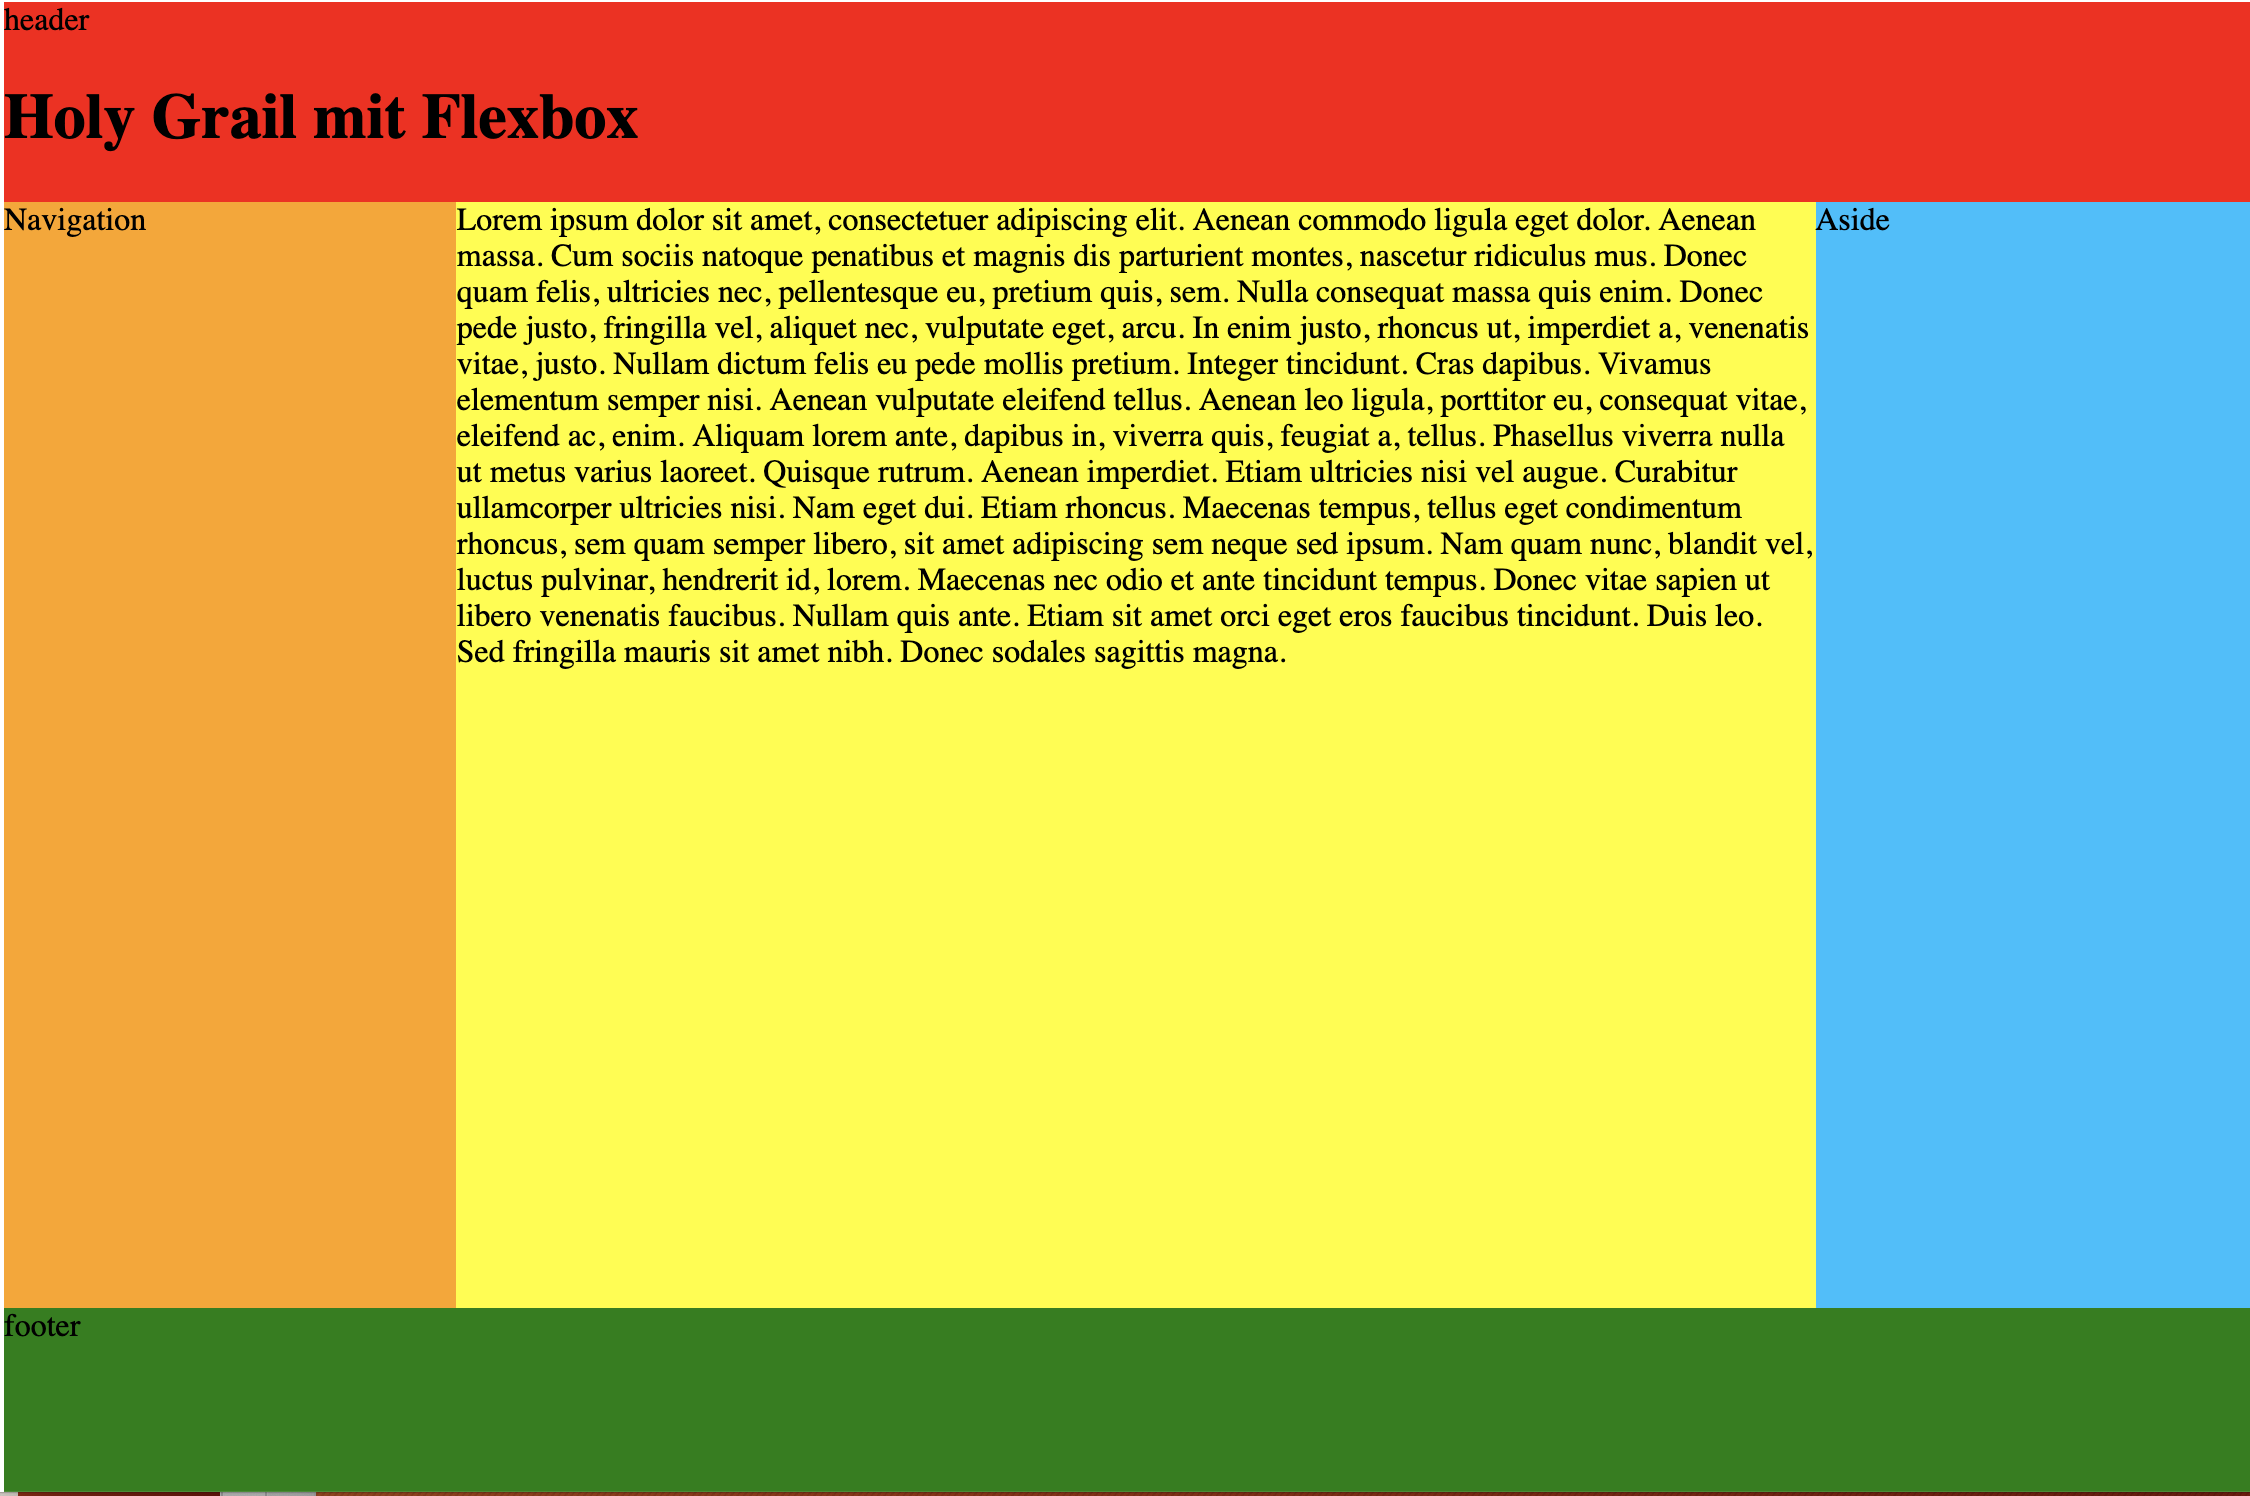 header
Holy Grail mit Flexbox
Navigation
Lorem ipsum dolor sit amet, consectetuer adipiscing elit. Aenean commodo ligula eget dolor. Aenean
massa. Cum sociis natoque penatibus et magnis dis parturient montes, nascetur ridiculus mus. Donec
quam felis, ultricies nec, pellentesque eu, pretium quis, sem. Nulla consequat massa quis enim. Donec
pede justo, fringilla vel, aliquet nec, vulputate eget, arcu. In enim justo, rhoncus ut, imperdiet a, venenatis
vitae, justo. Nullam dictum felis eu pede mollis pretium. Integer tincidunt. Cras dapibus. Vivamus
elementum semper nisi. Aenean vulputate eleifend tellus. Aenean leo ligula, porttitor eu, consequat vitae,
eleifend ac, enim. Aliquam lorem ante, dapibus in, viverra quis, feugiat a, tellus. Phasellus viverra nulla
ut metus varius laoreet. Quisque rutrum. Aenean imperdiet. Etiam ultricies nisi vel augue. Curabitur
ullamcorper ultricies nisi. Nam eget dui. Etiam rhoncus. Maecenas tempus, tellus eget condimentum
rhoncus, sem quam semper libero, sit amet adipiscing sem neque sed ipsum. Nam quam nunc, blandit vel,
luctus pulvinar, hendrerit id, lorem. Maecenas nec odio et ante tincidunt tempus. Donec vitae sapien ut
libero venenatis faucibus. Nullam quis ante. Etiam sit amet orci eget eros faucibus tincidunt. Duis leo.
Sed fringilla mauris sit amet nibh. Donec sodales sagittis magna.
Aside
footer